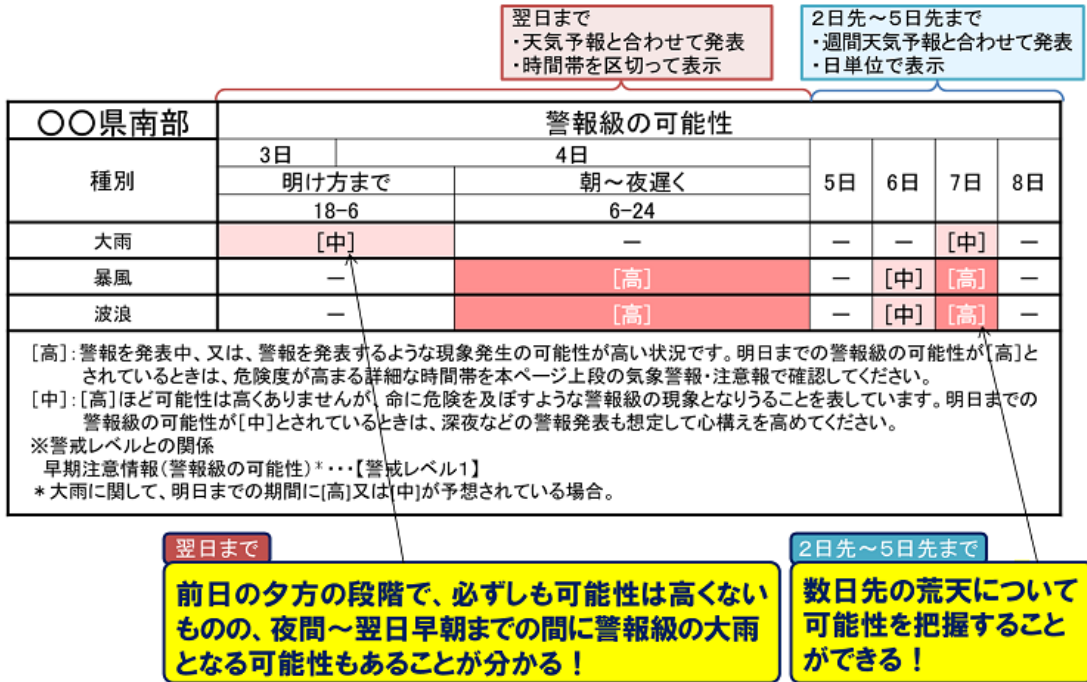 翌日まで
・天気予報と合わせて発表
・時間帯を区切って表示
2日先～5日先まで
・週間天気予報と合わせて発表
・日単位で表示
〇〇県南部
警報級の可能性
種別
3日
4日
明け方まで
朝～夜遅く
5日
6日
7日
8日
18-6
6-24
大雨
[中]
－
－
－
[中]
－
暴風
－
[高]
－
[中]
[高]
－
波浪
－
[高]
－
[中]
[高]
－
[高]：警報を発表中、又は、警報を発表するような現象発生の可能性が高い状況です。明日までの警報級の可能性が[高]と
されているときは、危険度が高まる詳細な時間帯を本ページ上段の気象警報・注意報で確認してください。
[中]：[高]ほど可能性は高くありませんが、命に危険を及ぼすような警報級の現象となりうることを表しています。明日までの
警報級の可能性が[中]とされているときは、深夜などの警報発表も想定して心構えを高めてください。
※警戒レベルとの関係
早期注意情報(警報級の可能性)*・・・【警戒レベル1】
*大雨に関して、明日までの期間に[高]又は[中]が予想されている場合。
翌日まで
前日の夕方の段階で、必ずしも可能性は高くない
ものの、夜間～翌日早朝までの間に警報級の大雨
となる可能性もあることが分かる！
2日先～5日先まで
数日先の荒天について
可能性を把握すること
ができる！